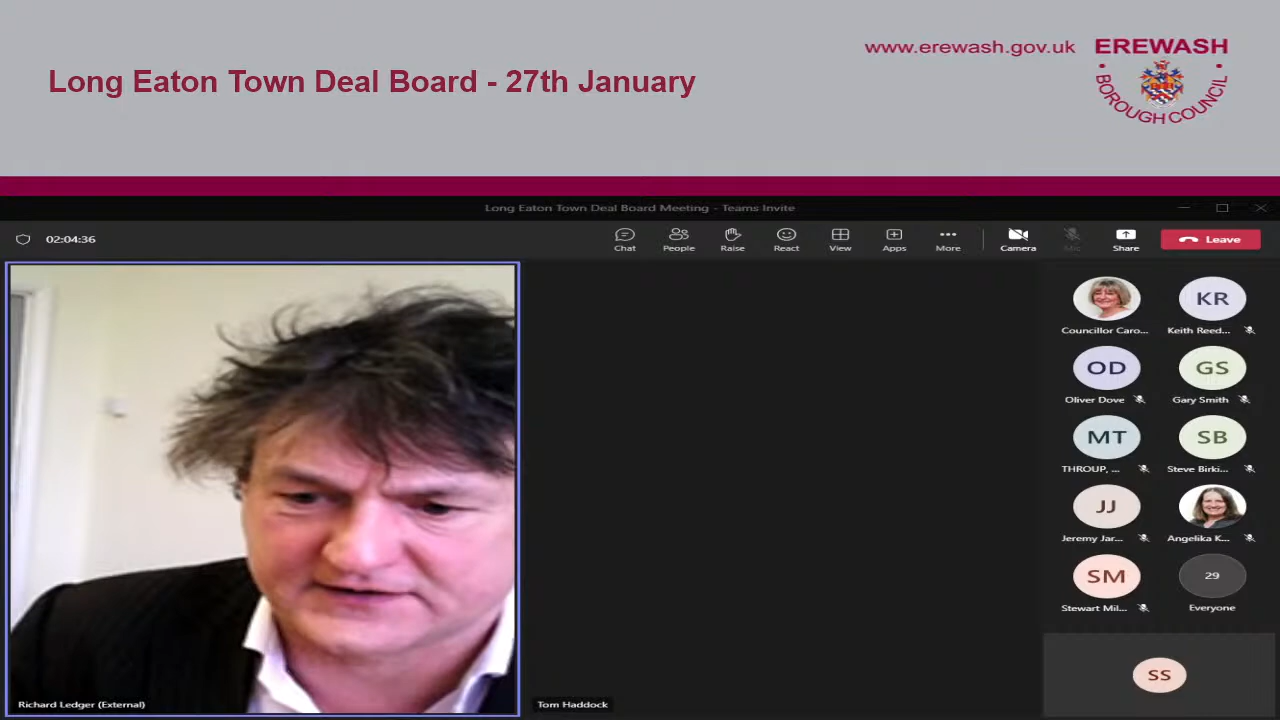 www.erewash.gov.uk
EREWASH
BOROUGH COUNCIL
Long Eaton Town Deal Board - 27th January
Long Eaton Town Deal Board Meeting - Teams Invite
02:04:36
Chat
People
Raise
React
View
Apps
More
Camera
Mic
Share
Leave
Councillor Caro...
KR
Keith Reed...
OD
Oliver Dove
GS
Gary Smith
MT
THROUP, ...
SB
Steve Birki...
JJ
Jeremy Jar...
Angelika K...
SM
Stewart Mil...
29
Everyone
SS
Richard Ledger (External)
Tom Haddock